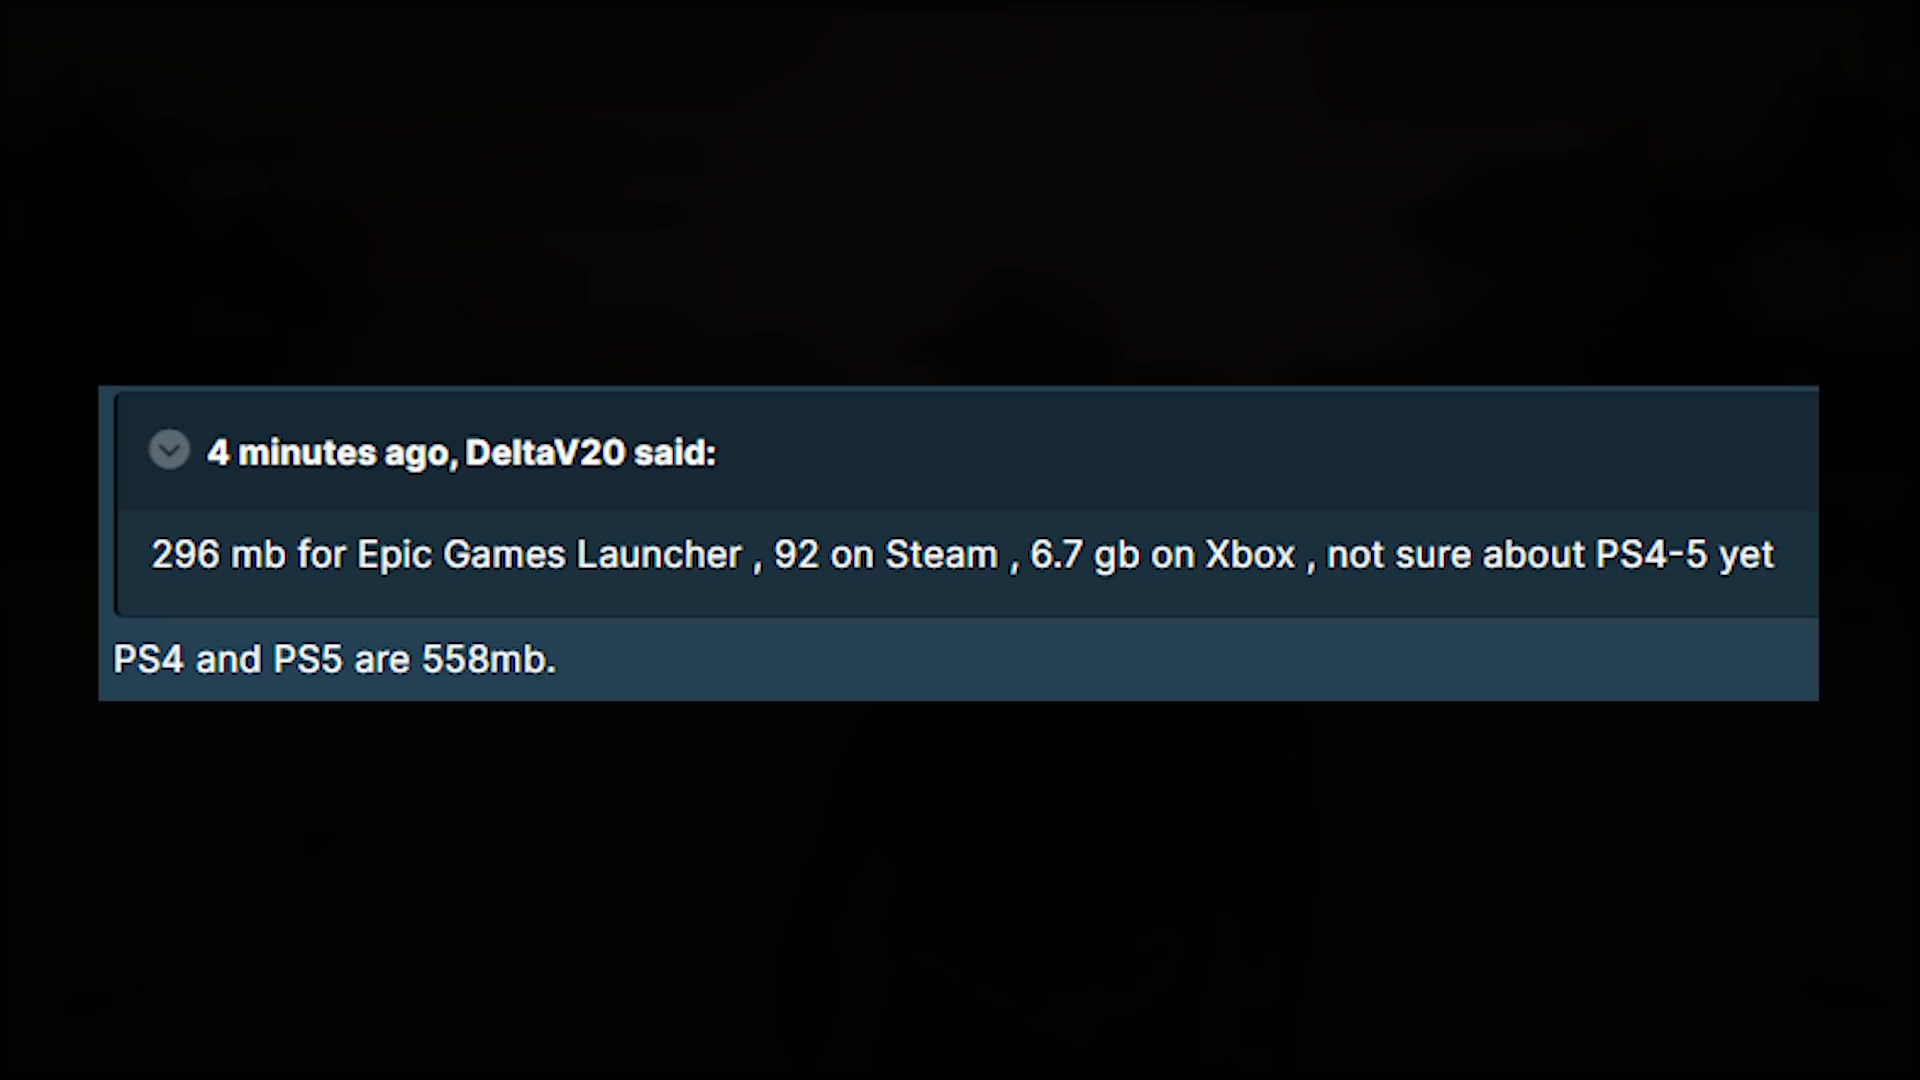 4 minutes ago, DeltaV20 said:
296 mb for Epic Games Launcher , 92 on Steam , 6.7 gb on Xbox , not sure about PS4-5 yet
PS4 and PS5 are 558mb.